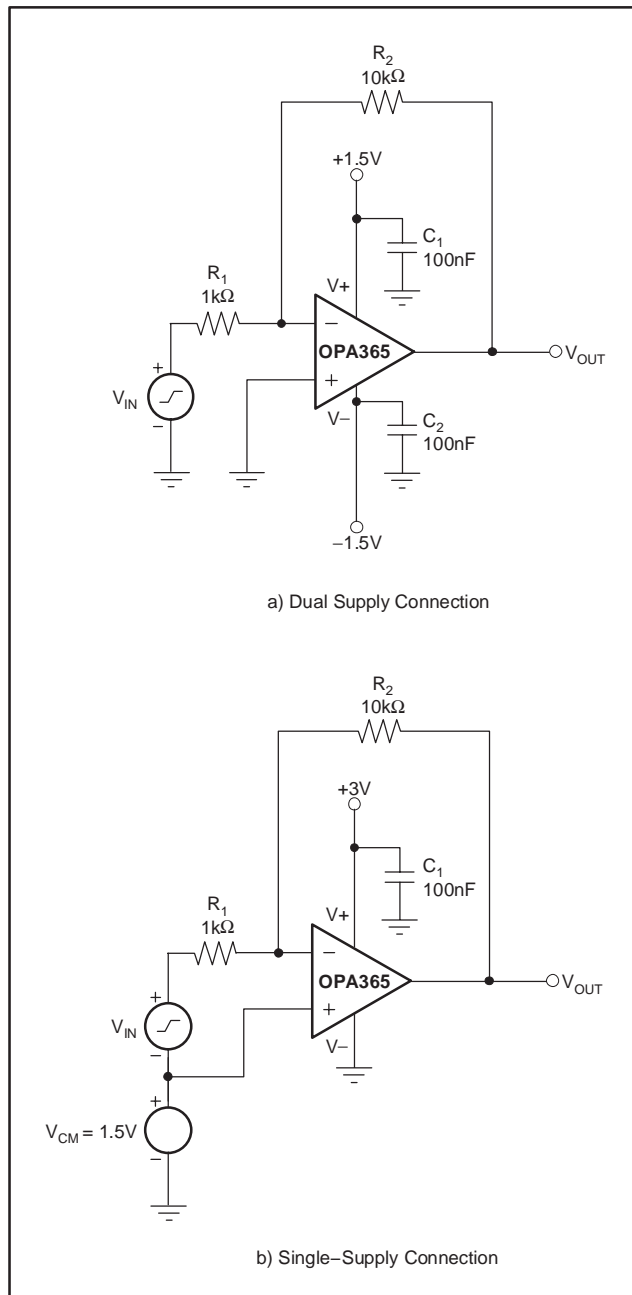 R2
10kΩ
+1.5V
C1
100nF
R1
1kΩ
V+
−
OPA365
+
VOUT
+
VIN
−
V−
C2
100nF
−1.5V
a) Dual Supply Connection
R2
10kΩ
+3V
C1
100nF
R1
1kΩ
V+
−
OPA365
+
VOUT
+
VIN
−
V−
+
VCM = 1.5V
−
b) Single−Supply Connection